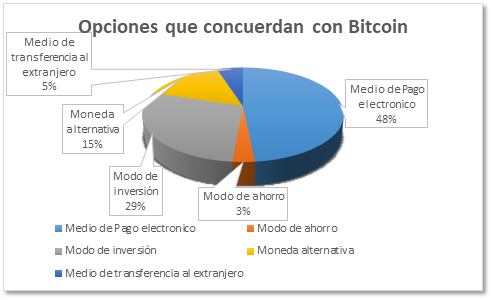 Opciones que concuerdan con Bitcoin
Medio de
transferencia al
extranjero
5%
Medio de Pago
electronico
48%
Moneda
alternativa
15%
Modo de
inversión
29%
Modo de ahorro
3%
Medio de Pago electronico
Modo de ahorro
Modo de inversión
Moneda alternativa
Medio de transferencia al extranjero